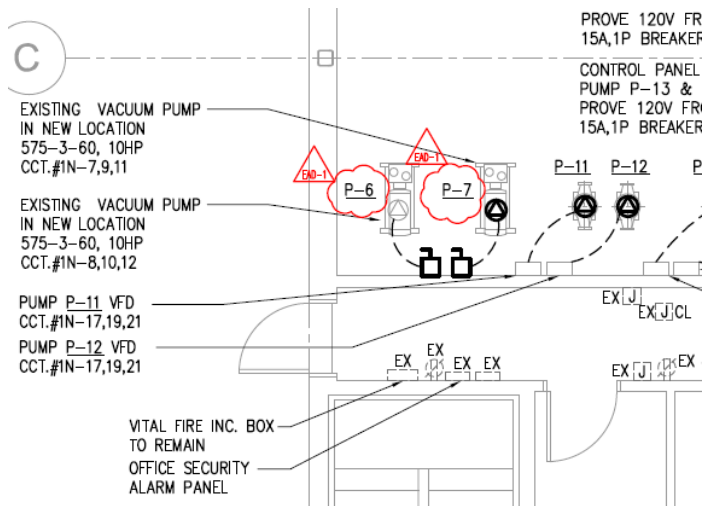 C
PROVE 120V FR
15A,1P BREAKER
CONTROL PANEL
PUMP P-13 &
PROVE 120V FRO
15A,1P BREAKER
EXISTING VACUUM PUMP
IN NEW LOCATION
575-3-60, 10HP
CCT.#1N-7,9,11
EAD-1
EAD-1
P-6
P-7
P-11
P-12
P
EXISTING VACUUM PUMP
IN NEW LOCATION
575-3-60, 10HP
CCT.#1N-8,10,12
PUMP P-11 VFD
CCT.#1N-17,19,21
PUMP P-12 VFD
CCT.#1N-17,19,21
EX J
EX J CL
EX
EX
EX
EX
EX J
EX
VITAL FIRE INC. BOX
TO REMAIN
OFFICE SECURITY
ALARM PANEL